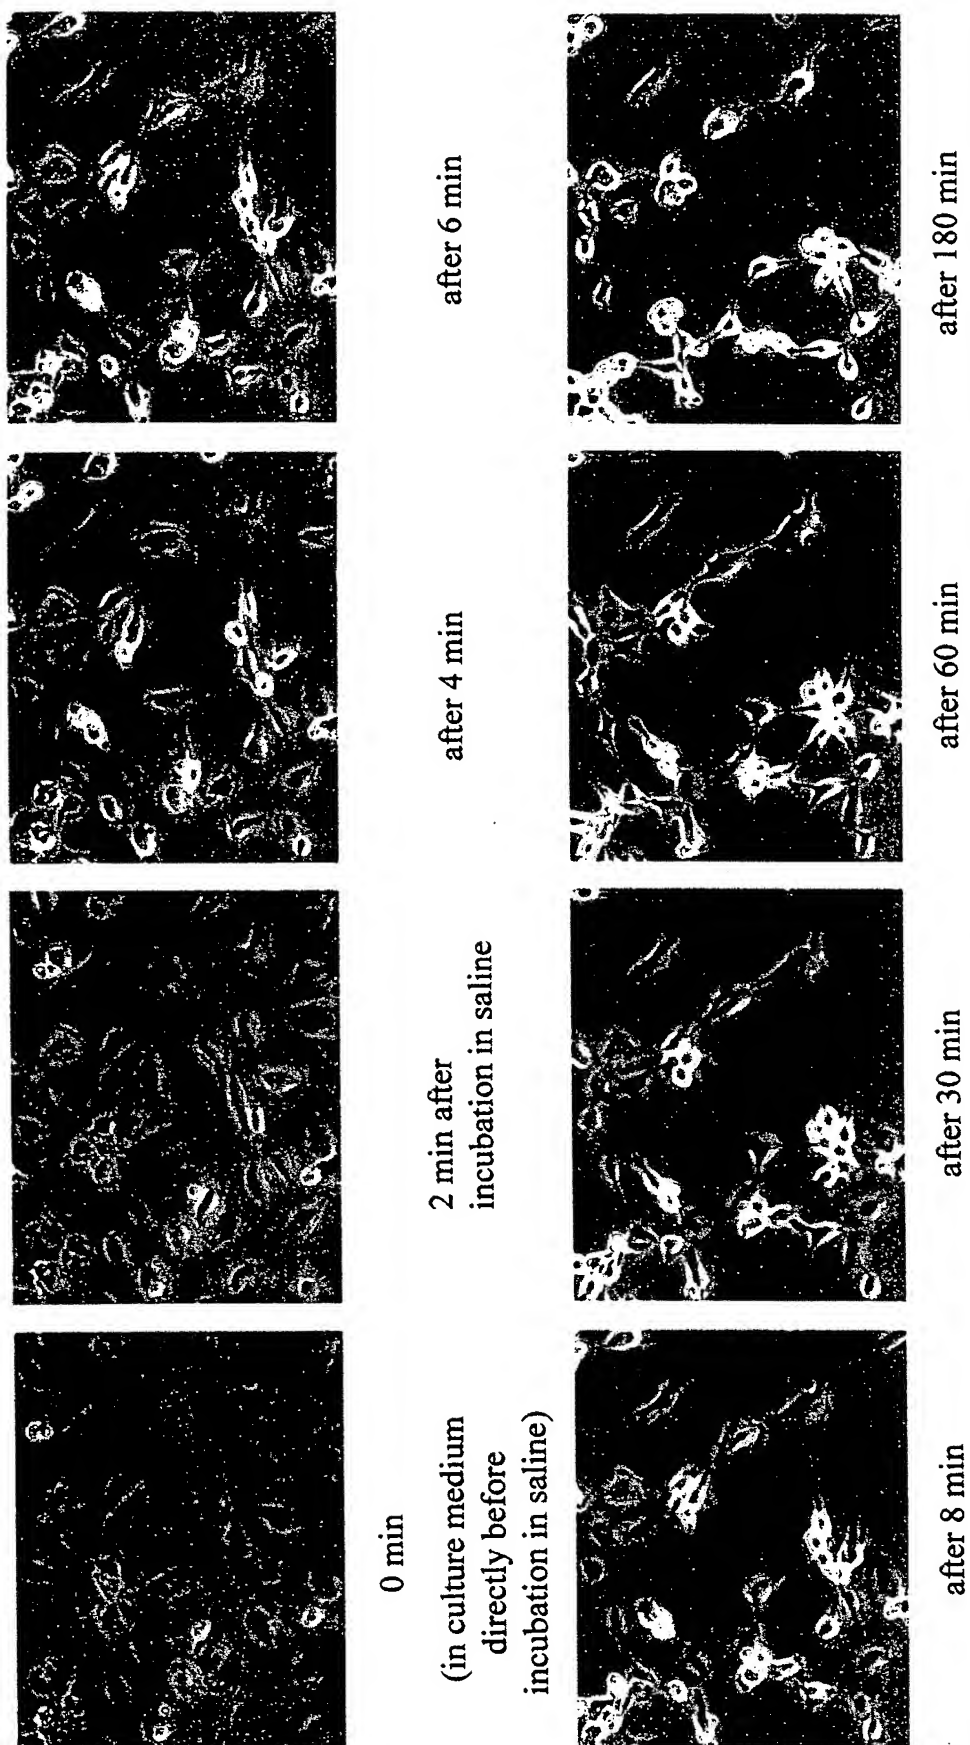 0 min
(in culture medium
directly before
incubation in saline)
2 min after
incubation in saline
after 4 min
after 6 min
after 8 min
after 30 min
after 60 min
after 180 min